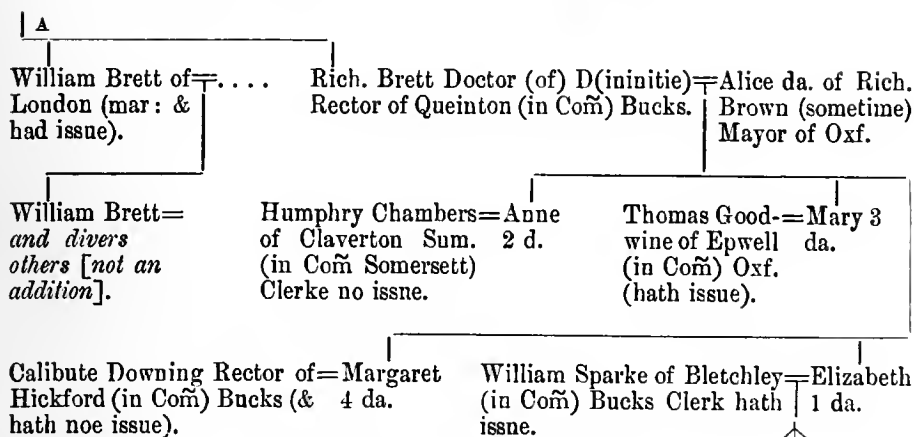 A
William Brett of=. . . .
London (mar: &
had issue).
Rich. Brett Doctor (of) D(ininitie)=Alice da. of Rich.
Rector of Queinton (in Com̃) Bucks. Brown (sometime)
Mayor of Oxf.
William Brett=
and divers
others [not an
addition].
Humphry Chambers=Anne
of Claverton Sum. 2 d.
(in Com̃ Somersett)
Clerke no issne.
Thomas Good-=Mary 3
wine of Epwell da.
(in Com̃) Oxf.
(hath issue).
Calibute Downing Rector of=Margaret
Hickford (in Com̃) Bucks (& 4 da.
hath noe issue).
William Sparke of Bletchley=Elizabeth
(in Com̃) Bucks Clerk hath 1 da.
issne.